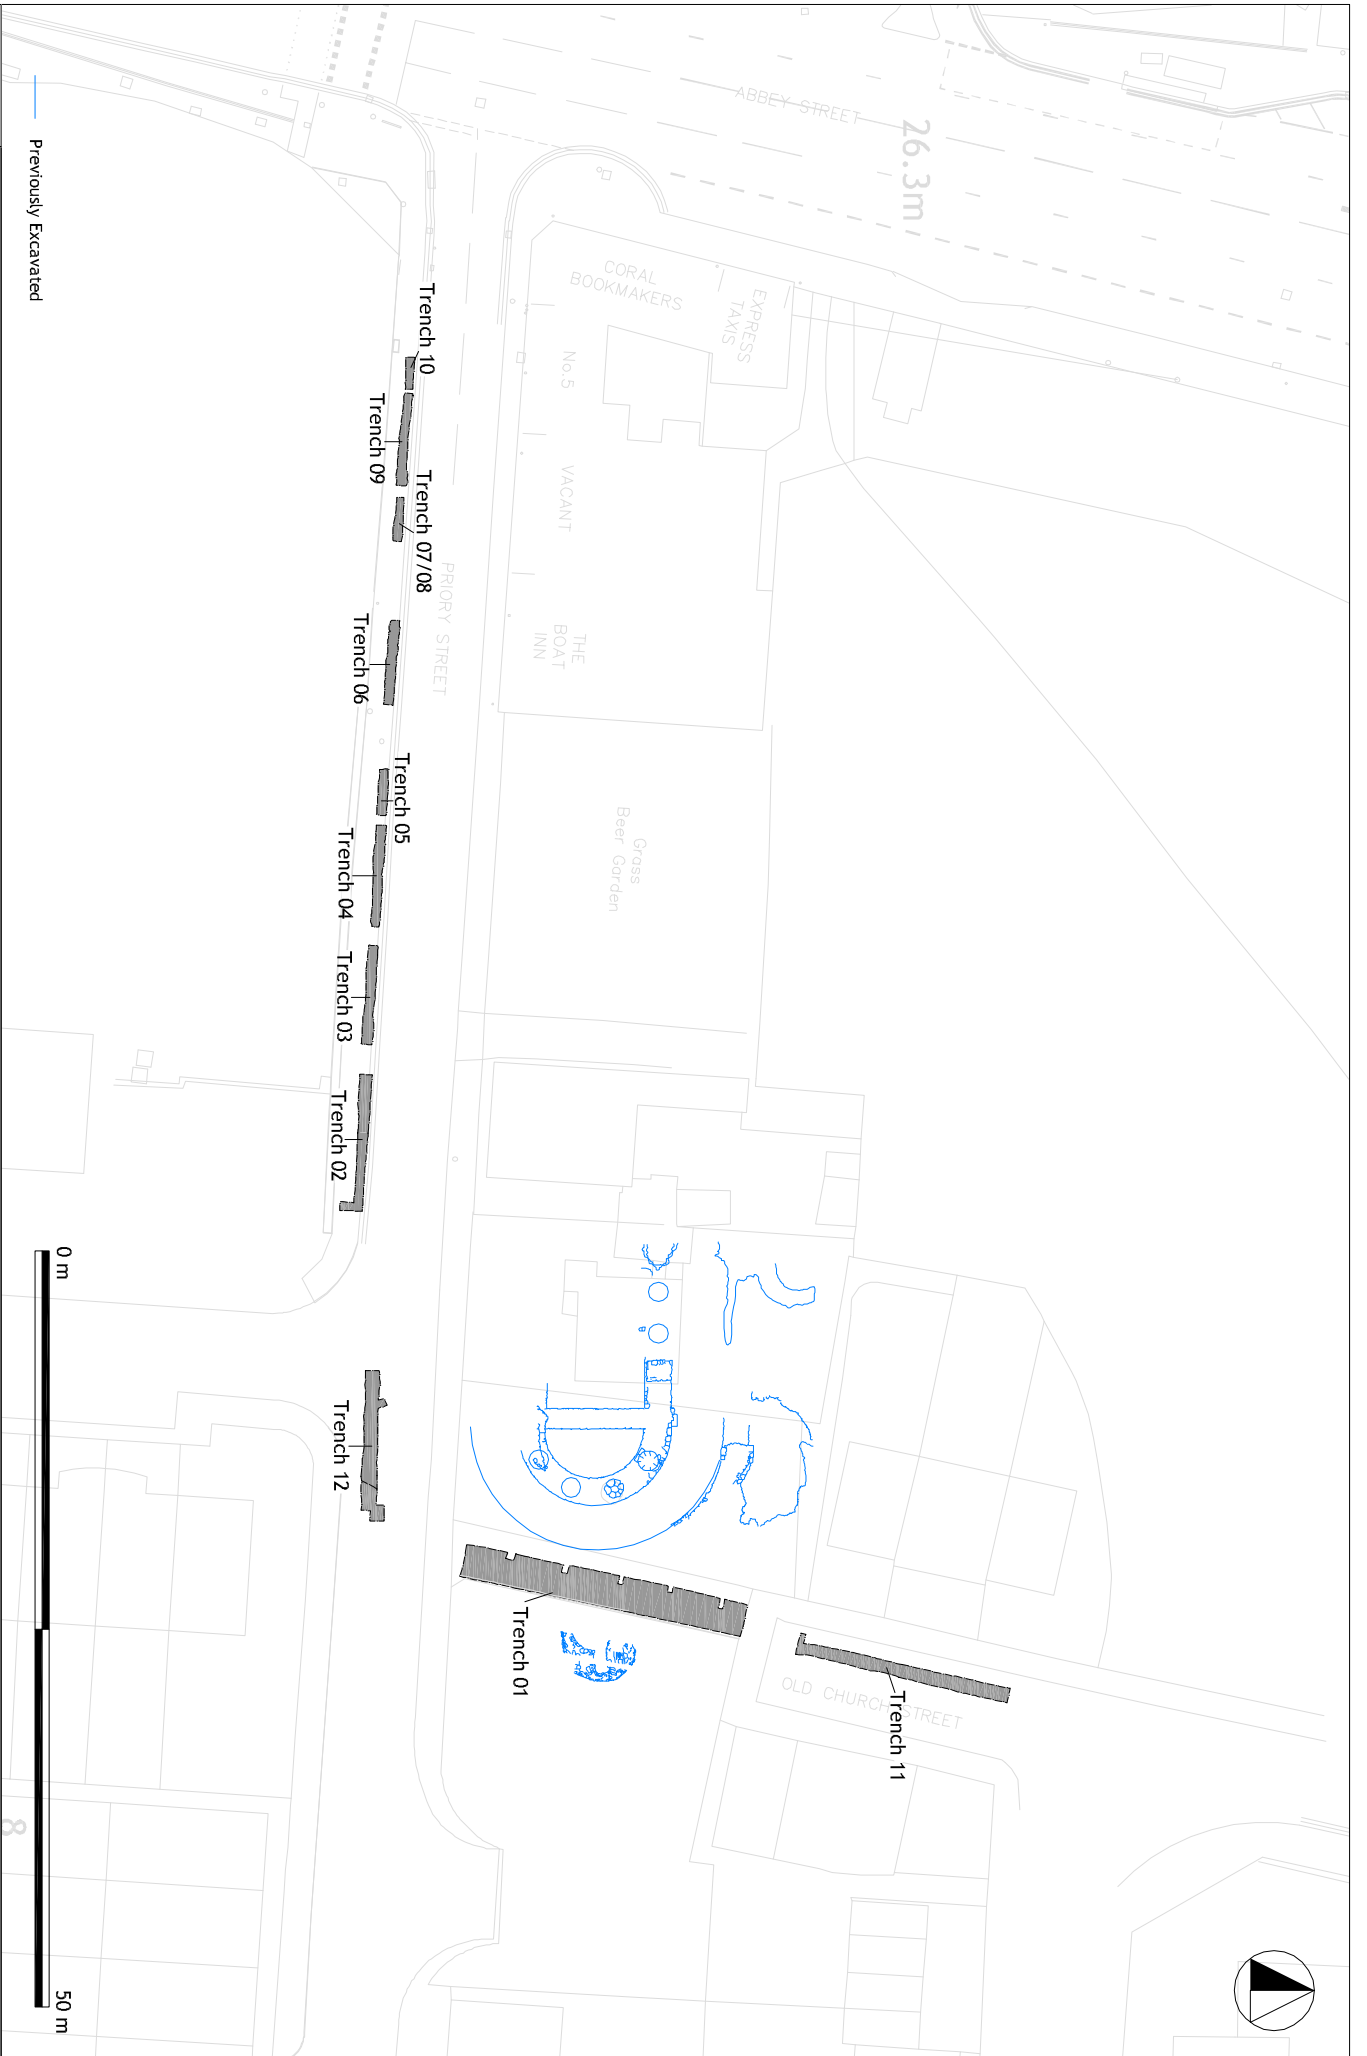 ABBEY STREET
26.3m
CORAL
BOOKMAKERS
EXPRESS
TAXIS
No.5
VACANT
THE
BOAT
INN
PRIORY STREET
Grass
Beer Garden
Trench 10
Trench 09
Trench 07/08
Trench 06
Trench 05
Trench 04
Trench 03
Trench 02
Trench 12
Trench 01
Trench 11
OLD CHURCH STREET
8
Previously Excavated
0 m
50 m